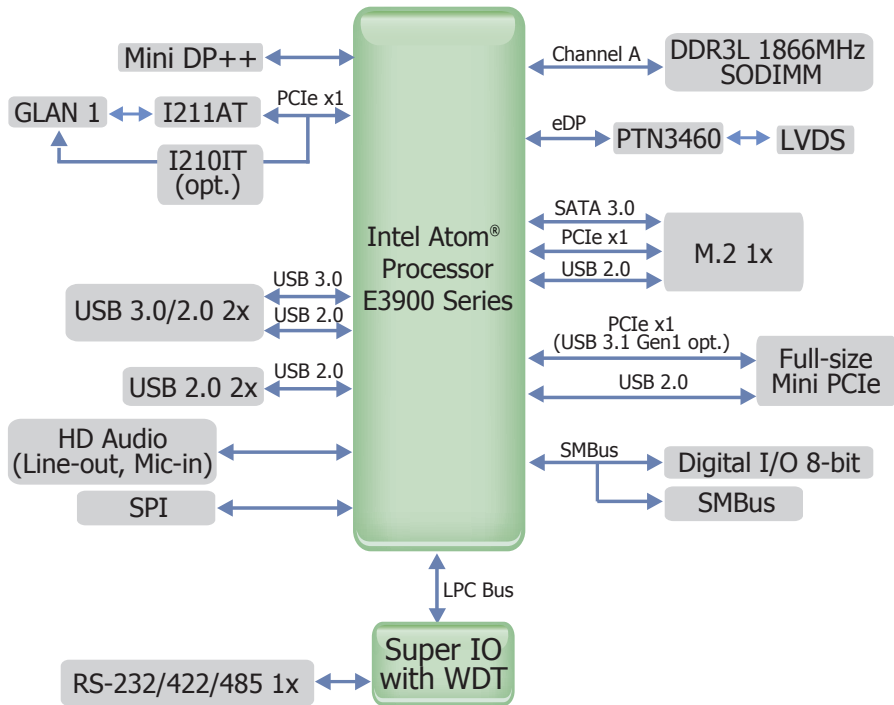 Mini DP++
GLAN 1
I211AT
PCIe x1
I210IT
(opt.)
USB 3.0/2.0 2x
USB 3.0
USB 2.0
USB 2.0 2x
USB 2.0
HD Audio
(Line-out, Mic-in)
SPI
Intel Atom®
Processor
E3900 Series
Channel A
DDR3L 1866MHz
SODIMM
eDP
PTN3460
LVDS
SATA 3.0
PCIe x1
USB 2.0
M.2 1x
PCIe x1
(USB 3.1 Gen1 opt.)
USB 2.0
Full-size
Mini PCIe
SMBus
Digital I/O 8-bit
SMBus
LPC Bus
Super IO
with WDT
RS-232/422/485 1x